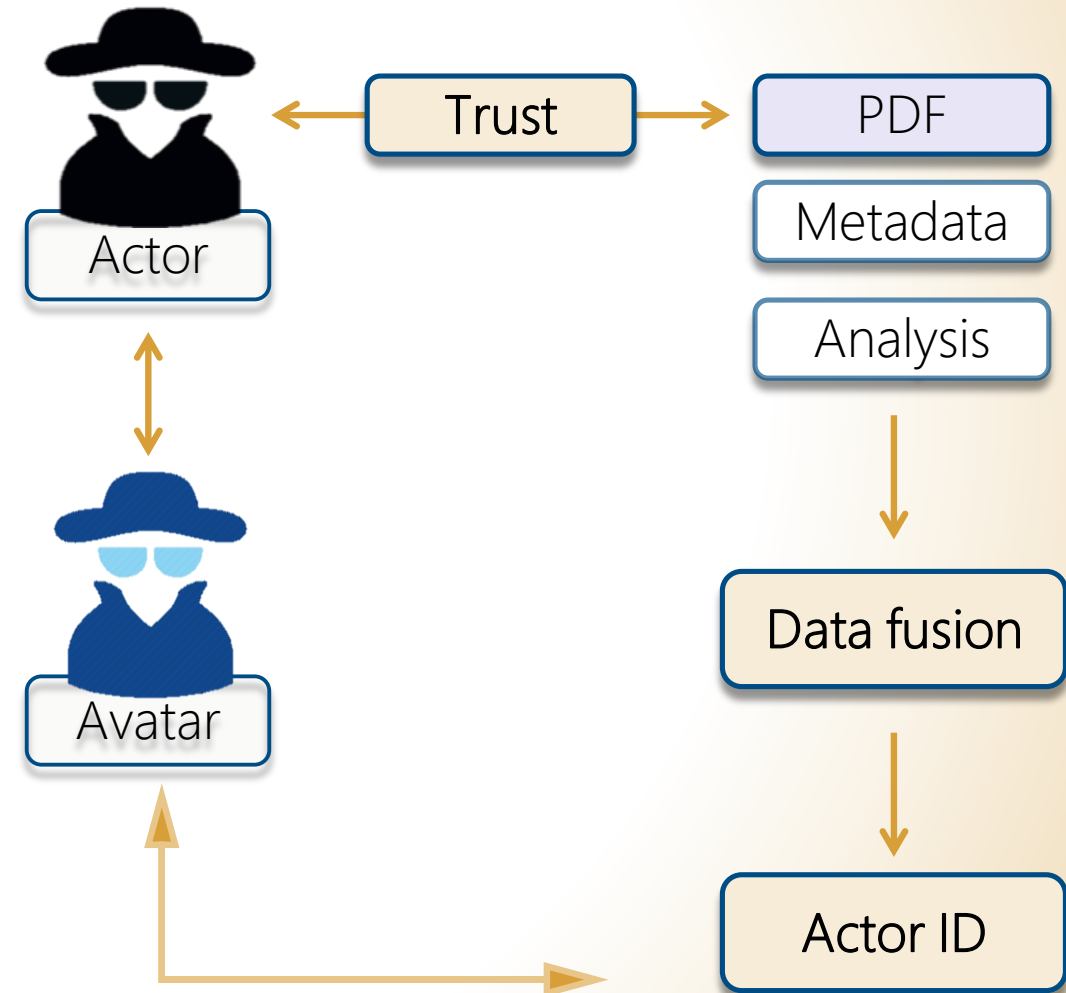 Trust
PDF
Metadata
Actor
Analysis
Data fusion
Avatar
Actor ID